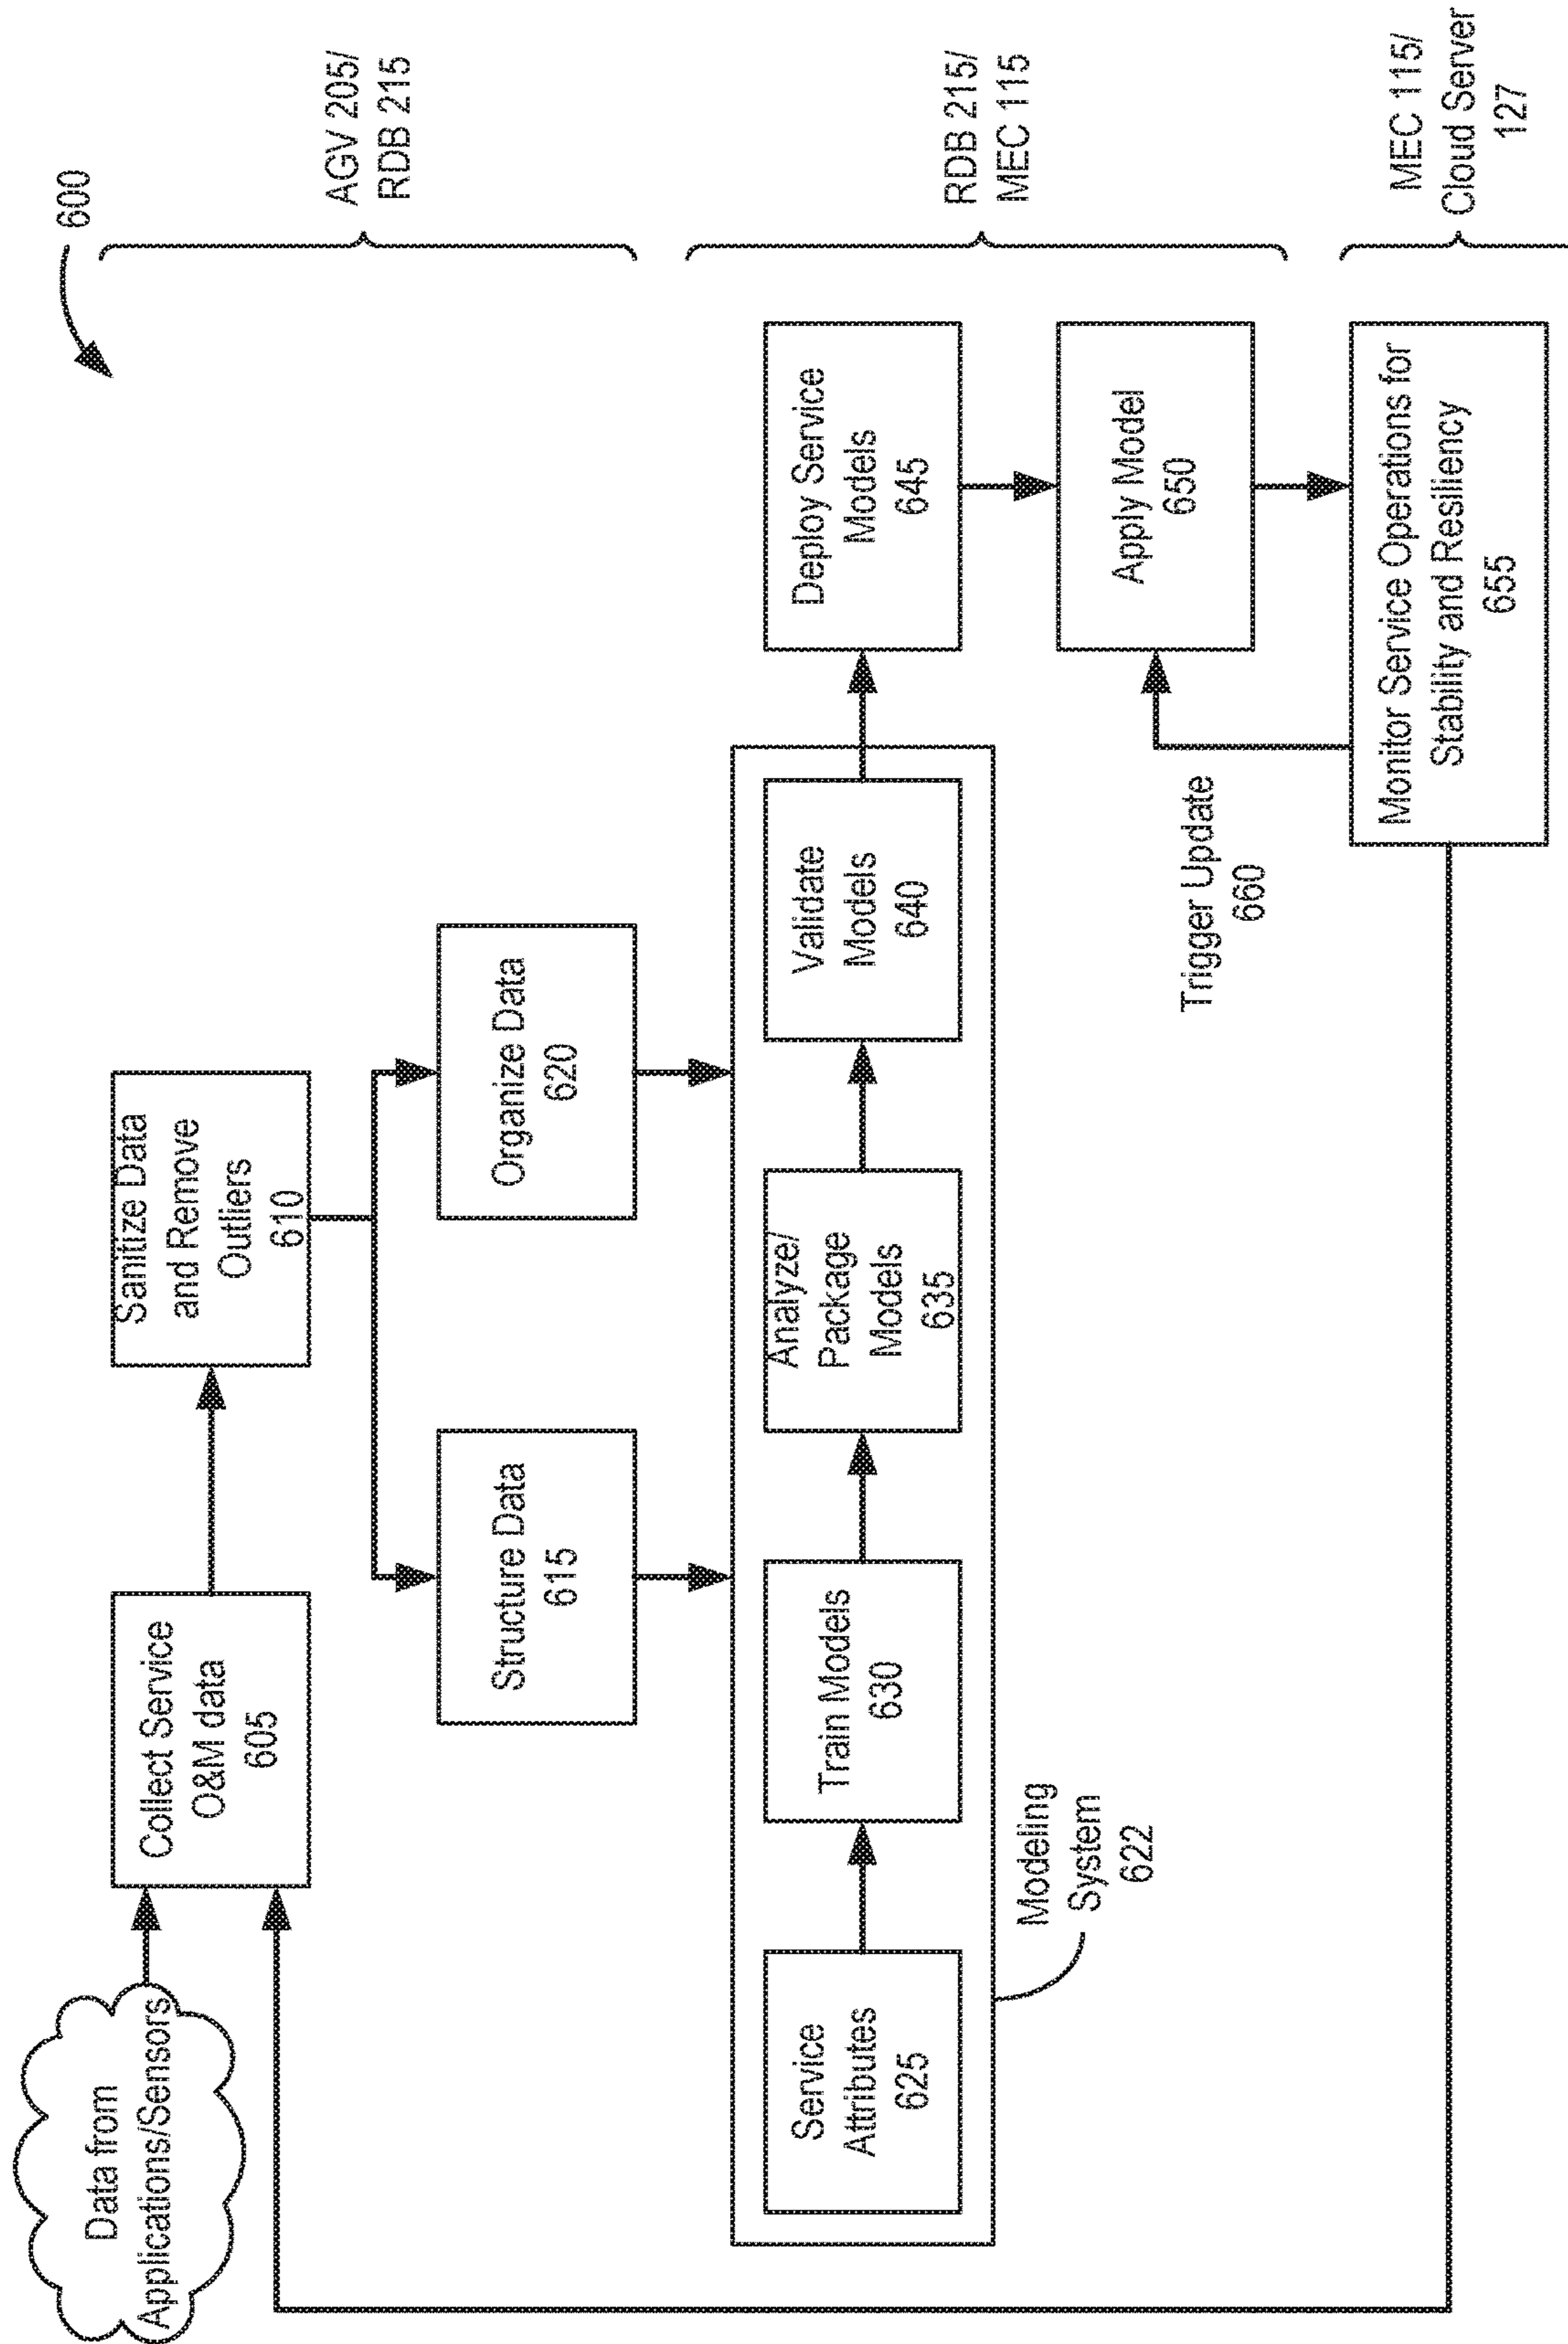 600
Data from
Applications/Sensors
Collect Service
O&M data
605
Sanitize Data
and Remove
Outliers
610
AGV 205/
RDB 215
Structure Data
615
Organize Data
620
Service
Attributes
625
Train Models
630
Analyze/
Package
Models
635
Validate
Models
640
Deploy Service
Models
645
RDB 215/
MEC 115
Modeling
System
622
Apply Model
650
Trigger Update
660
Monitor Service Operations for
Stability and Resiliency
655
MEC 115/
Cloud Server
127